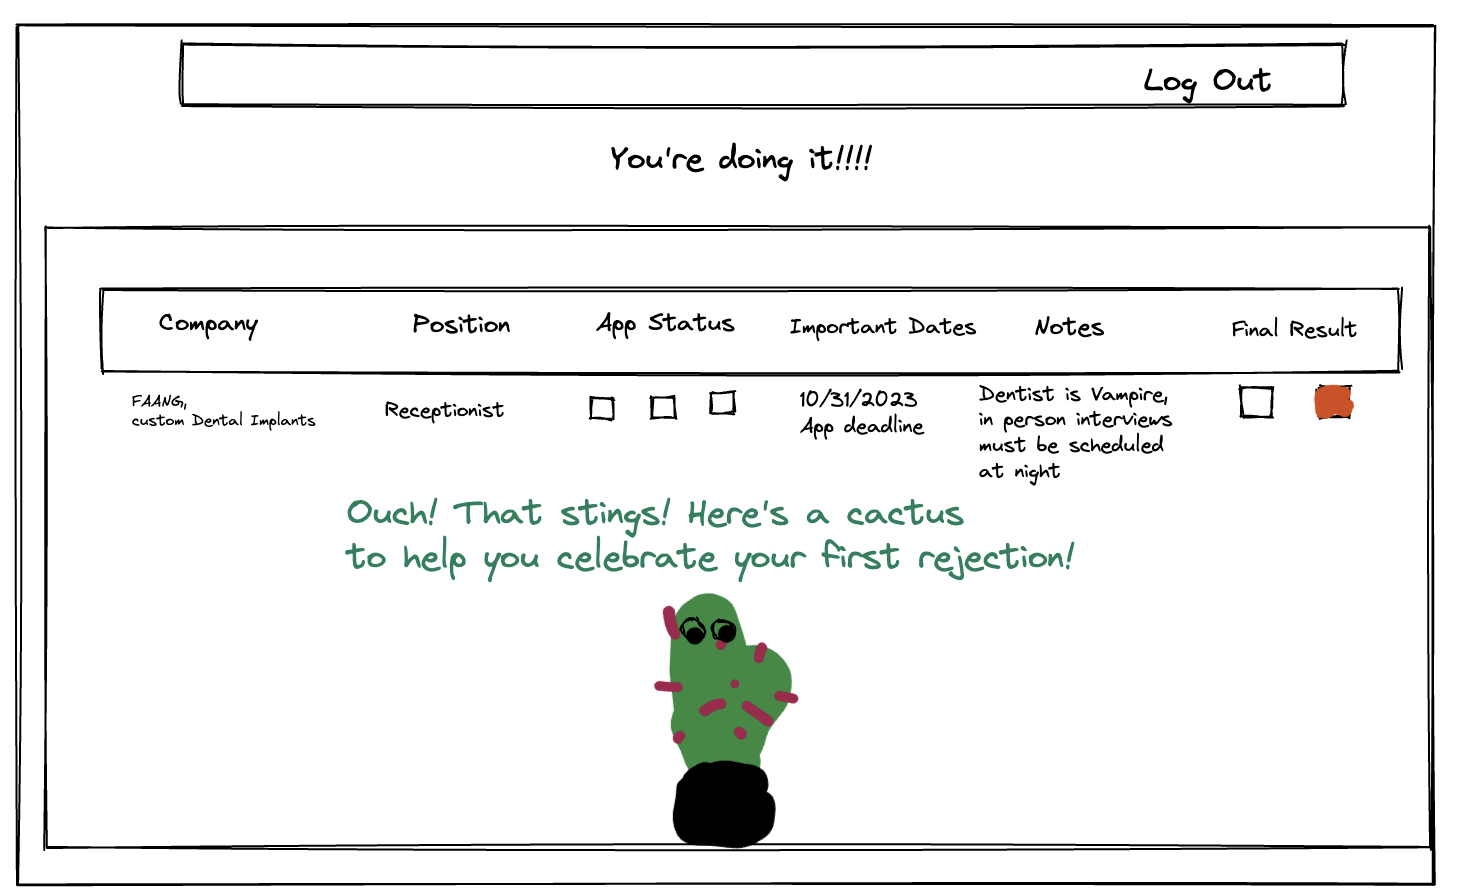 Log Out
You're doing it!!!!
Company Position App Status Important Dates Notes Final Result
FAANG,
custom Dental Implants
Receptionist
10/31/2023
App deadline
Dentist is Vampire,
in person interviews
must be scheduled
at night
Ouch! That stings! Here's a cactus
to help you celebrate your first rejection!